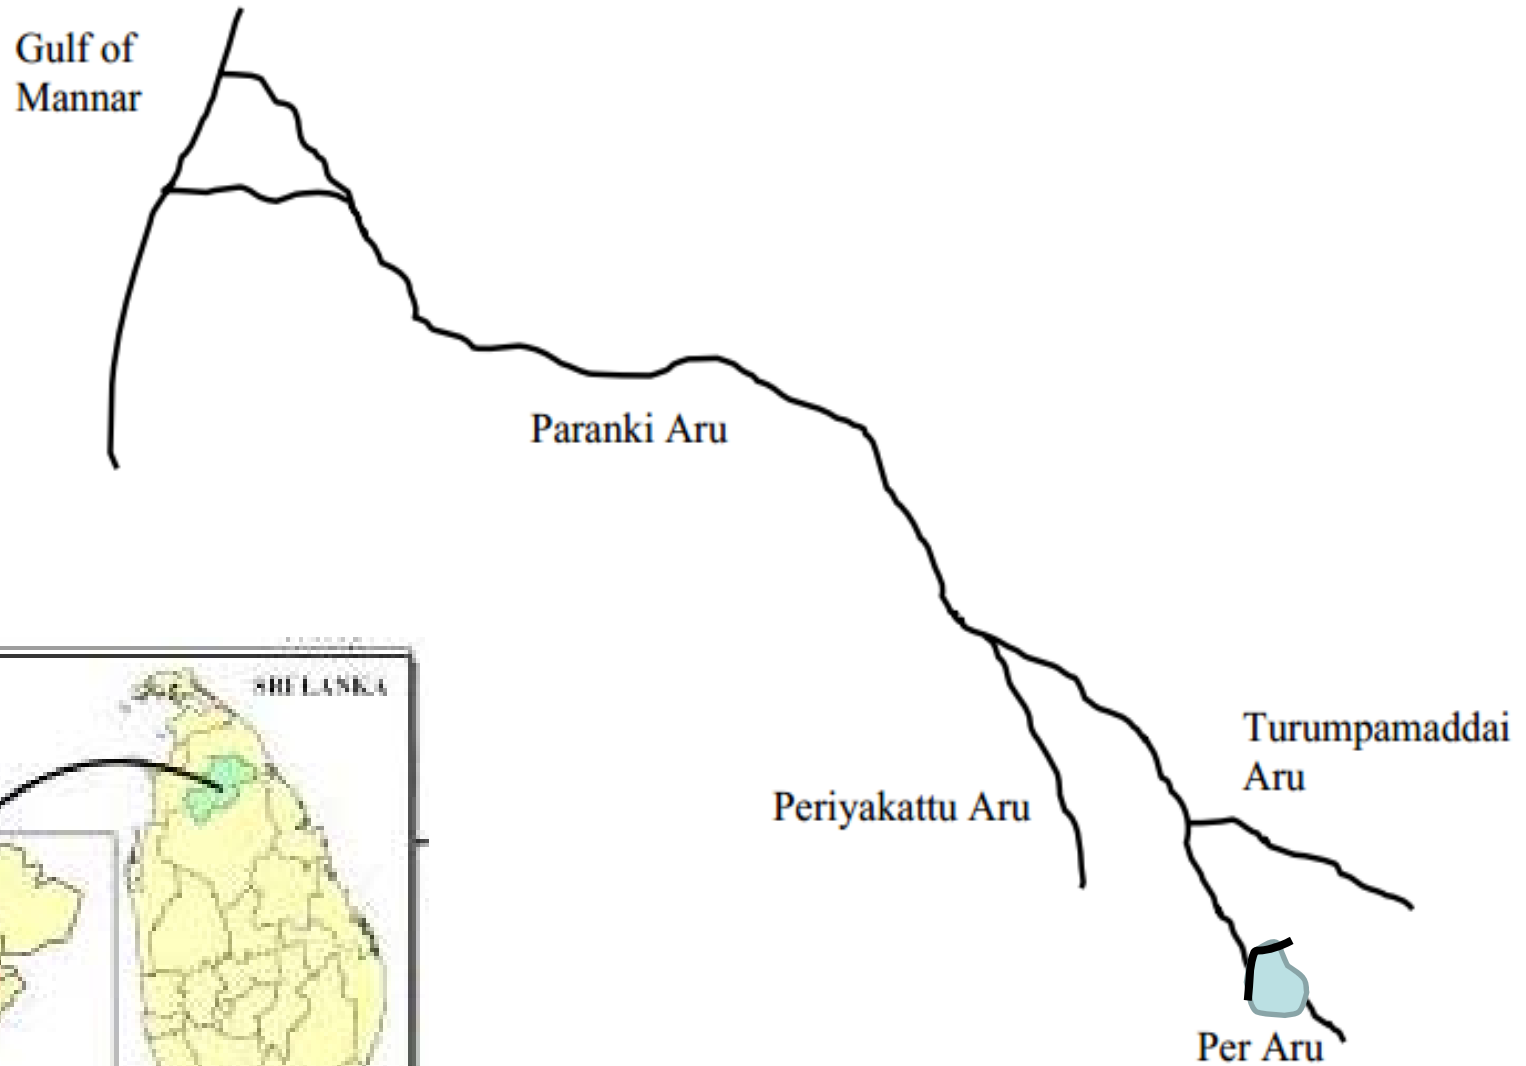 Gulf of
Mannar
Paranki Aru
SRI LANKA
Turumpamaddai
Aru
Periyakattu Aru
Per Aru